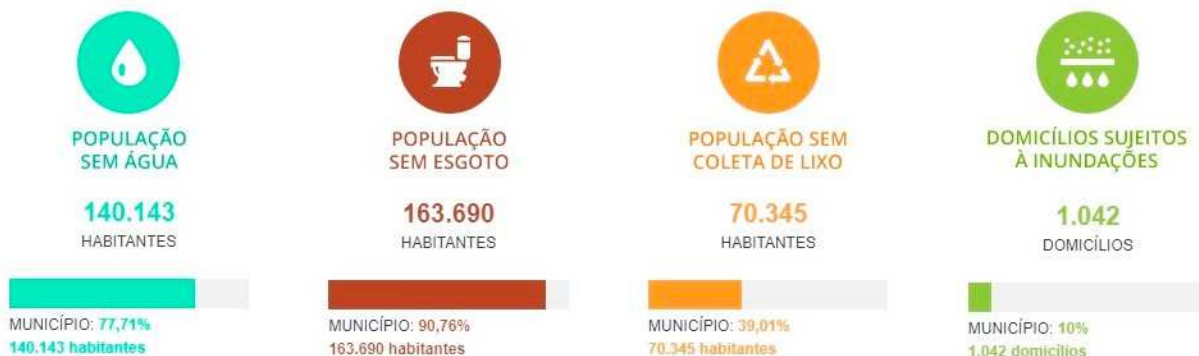 POPULAÇÃO
SEM ÁGUA
140.143
HABITANTES
MUNICÍPIO: 77,71%
140.143 habitantes
POPULAÇÃO
SEM ESGOTO
163.690
HABITANTES
MUNICÍPIO: 90,76%
163.690 habitantes
POPULAÇÃO SEM
COLETA DE LIXO
70.345
HABITANTES
MUNICÍPIO: 39,01%
70.345 habitantes
DOMICÍLIOS SUJEITOS
À INUNDAÇÕES
1.042
DOMICÍLIOS
MUNICÍPIO: 10%
1.042 domicílios